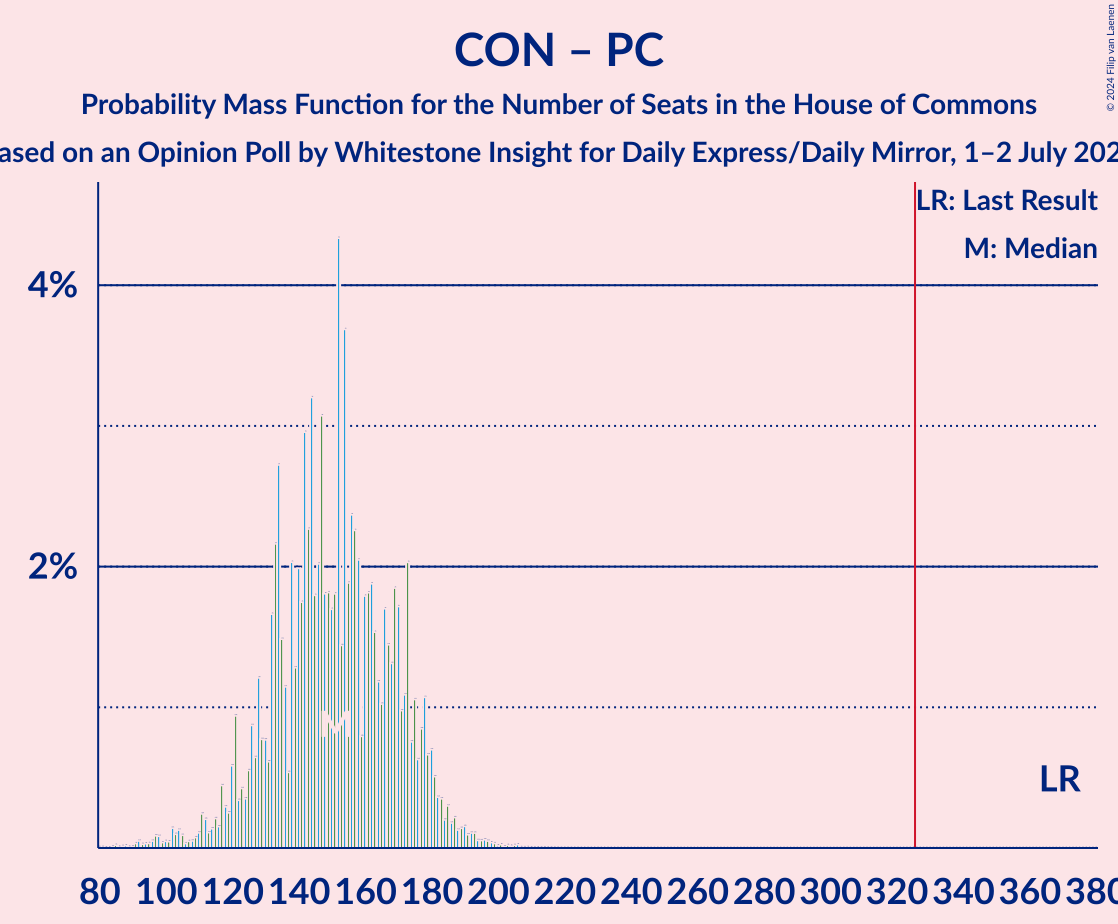 CON – PC
Probability Mass Function for the Number of Seats in the House of Commons
ased on an Opinion Poll by Whitestone Insight for Daily Express/Daily Mirror, 1–2 July 202
© 2024 Filip van Laenen
LR: Last Result
M: Median
4%
2%
M
LR
80 100 120 140 160 180 200 220 240 260 280 300 320 340 360 380